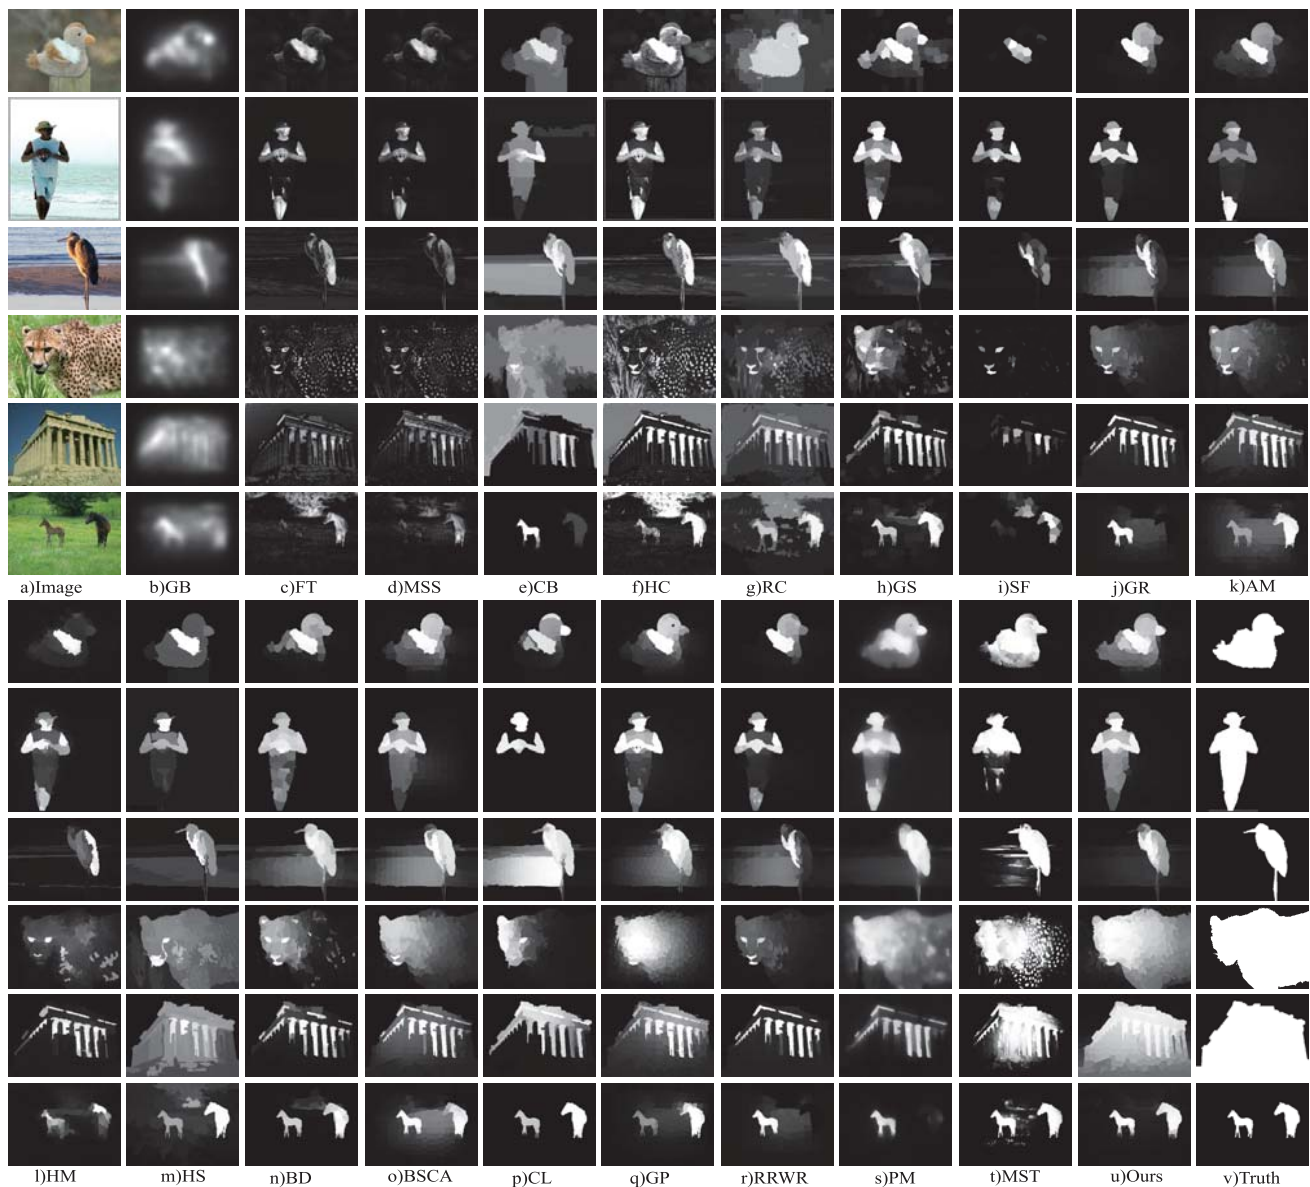 a)Image b)GB c)FT d)MSS e)CB f)HC g)RC h)GS i)SF j)GR k)AM
l)HM m)HS n)BD o)BSCA p)CL q)GP r)RRWR s)PM t)MST u)Ours v)Truth